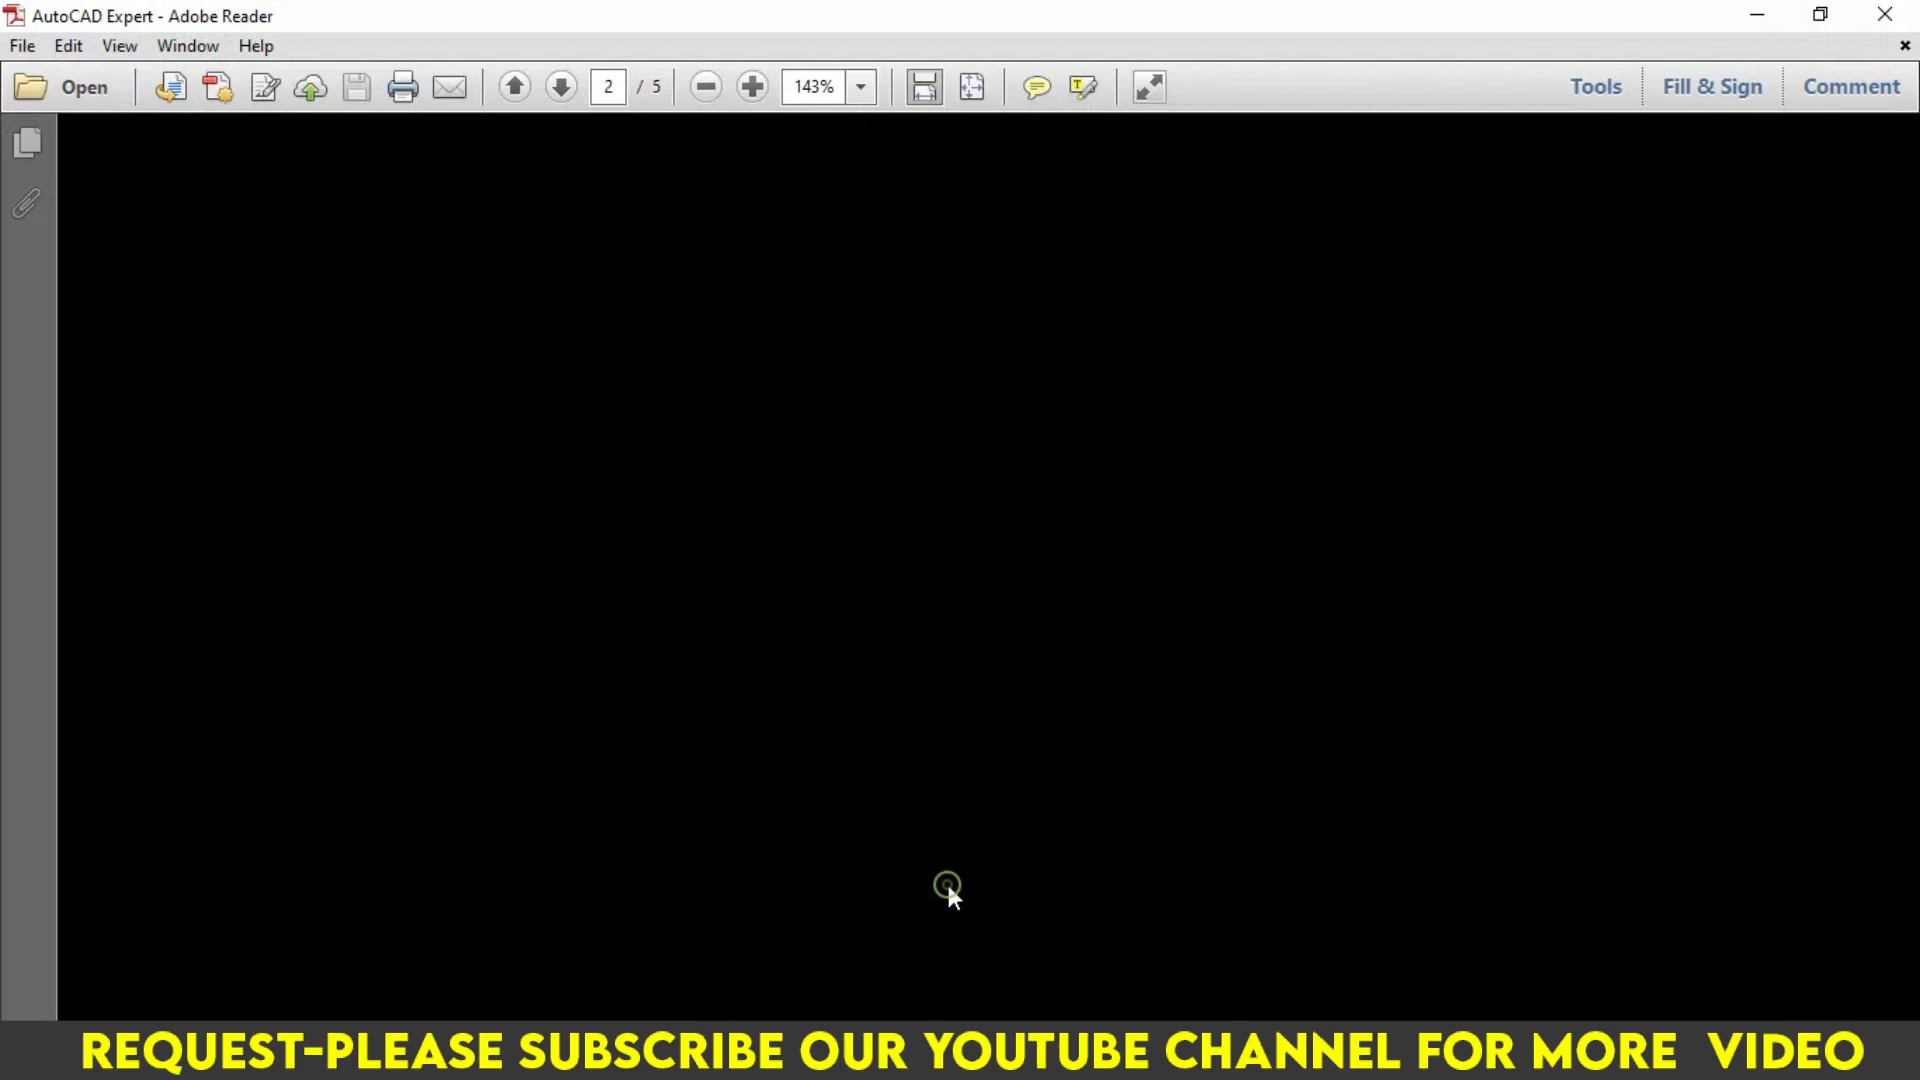 AutoCAD Expert - Adobe Reader
File Edit View Window Help
Open 2 / 5 143% Tools Fill & Sign Comment
REQUEST-PLEASE SUBSCRIBE OUR YOUTUBE CHANNEL FOR MORE VIDEO